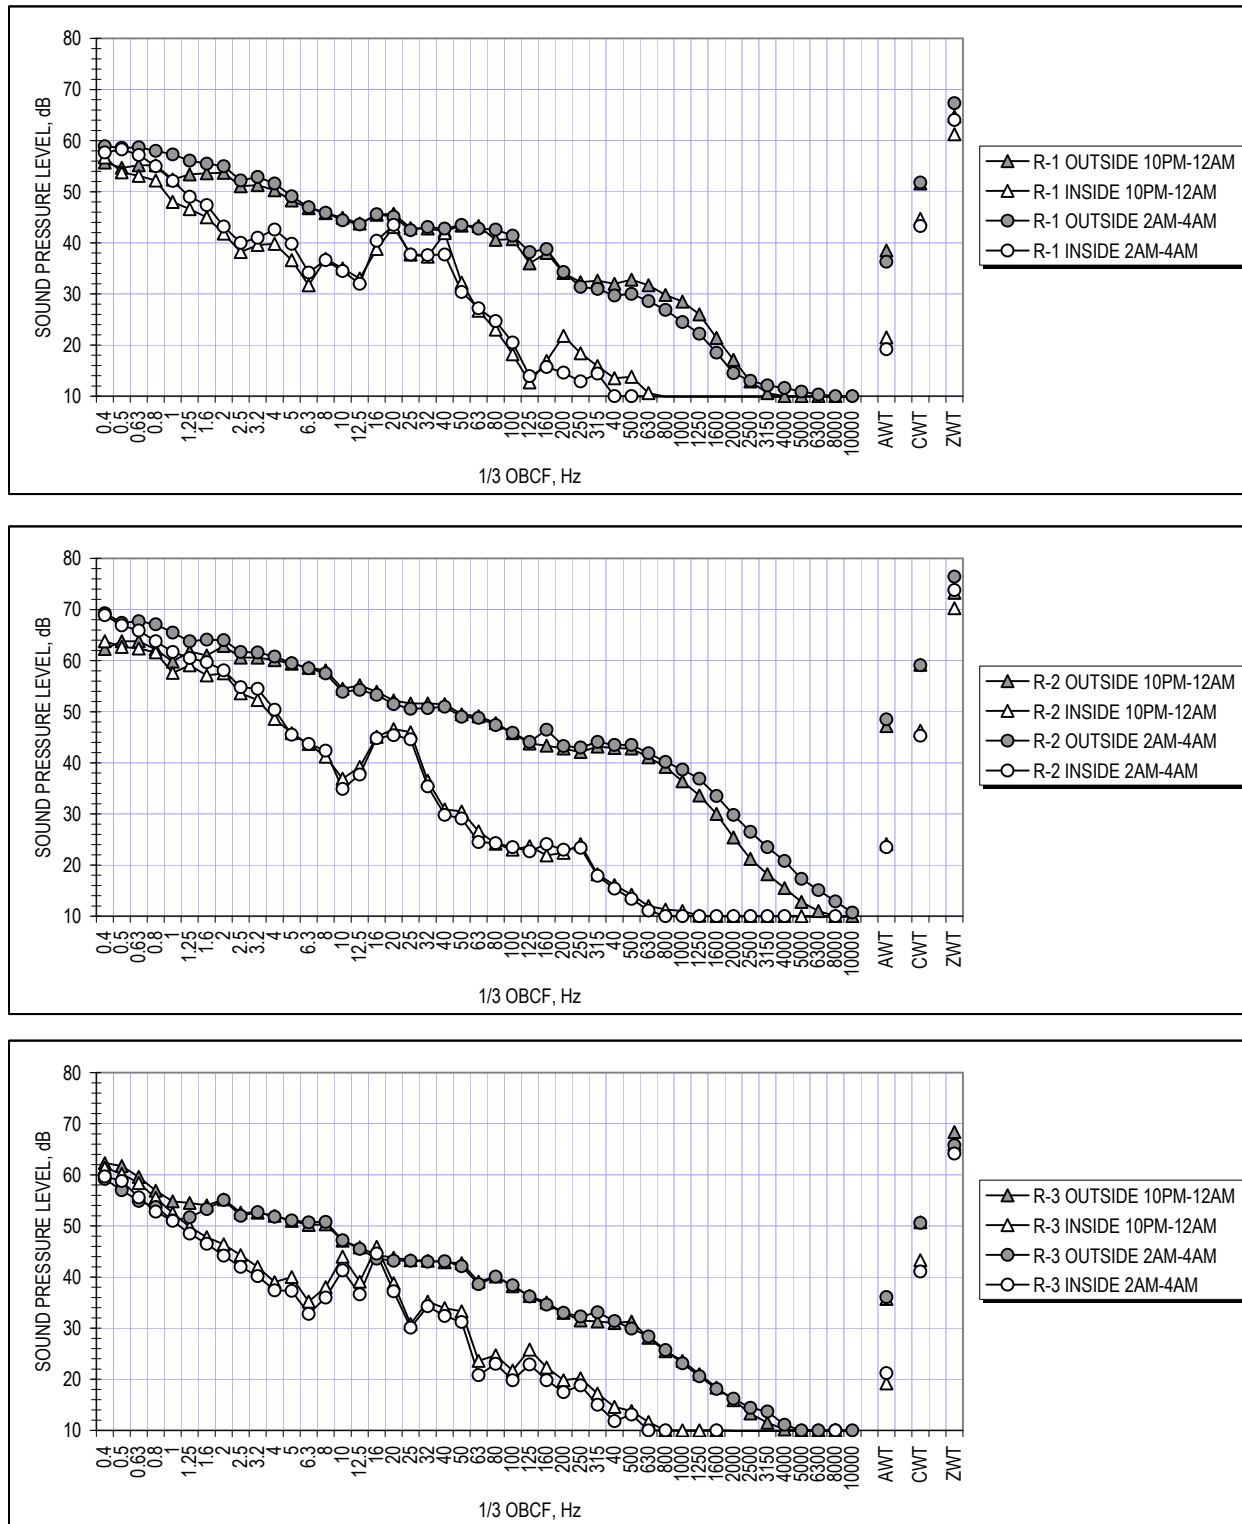 80
70
60
50
40
30
20
10
SOUND PRESSURE LEVEL, dB
0.4 0.5 0.63 0.8 1 1.25 1.6 2 2.5 3.2 4 5 6.3 8 10 12.5 16 20 25 32 40 50 63 80 100 125 160 200 250 315 40 500 630 800 1000 1250 1600 2000 2500 3150 4000 5000 6300 8000 10000 AWT CWT ZWT
1/3 OBCF, Hz
R-1 OUTSIDE 10PM-12AM
R-1 INSIDE 10PM-12AM
R-1 OUTSIDE 2AM-4AM
R-1 INSIDE 2AM-4AM
80
70
60
50
40
30
20
10
SOUND PRESSURE LEVEL, dB
0.4 0.5 0.63 0.8 1 1.25 1.6 2 2.5 3.2 4 5 6.3 8 10 12.5 16 20 25 32 40 50 63 80 100 125 160 200 250 315 40 500 630 800 1000 1250 1600 2000 2500 3150 4000 5000 6300 8000 10000 AWT CWT ZWT
1/3 OBCF, Hz
R-2 OUTSIDE 10PM-12AM
R-2 INSIDE 10PM-12AM
R-2 OUTSIDE 2AM-4AM
R-2 INSIDE 2AM-4AM
80
70
60
50
40
30
20
10
SOUND PRESSURE LEVEL, dB
0.4 0.5 0.63 0.8 1 1.25 1.6 2 2.5 3.2 4 5 6.3 8 10 12.5 16 20 25 32 40 50 63 80 100 125 160 200 250 315 40 500 630 800 1000 1250 1600 2000 2500 3150 4000 5000 6300 8000 10000 AWT CWT ZWT
1/3 OBCF, Hz
R-3 OUTSIDE 10PM-12AM
R-3 INSIDE 10PM-12AM
R-3 OUTSIDE 2AM-4AM
R-3 INSIDE 2AM-4AM